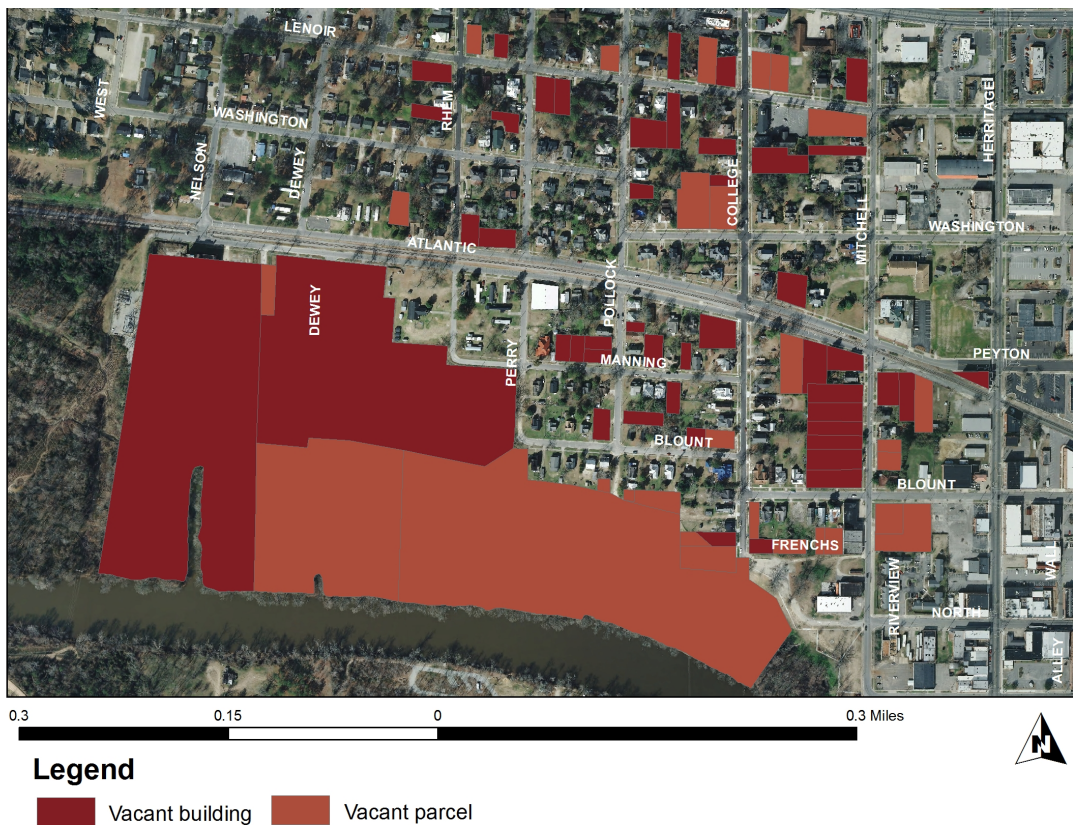 LENOIR
WEST
WASHINGTON
RHEM
HERRITAGE
NELSON
DEWEY
COLLEGE
MITCHELL
WASHINGTON
ATLANTIC
POLLOCK
DEWEY
PERRY
MANNING
PEYTON
BLOUNT
BLOUNT
FRENCHS
WALL
RIVERVIEW
NORTH
ALLEY
0.3 0.15 0 0.3 Miles
N
Legend
Vacant building Vacant parcel